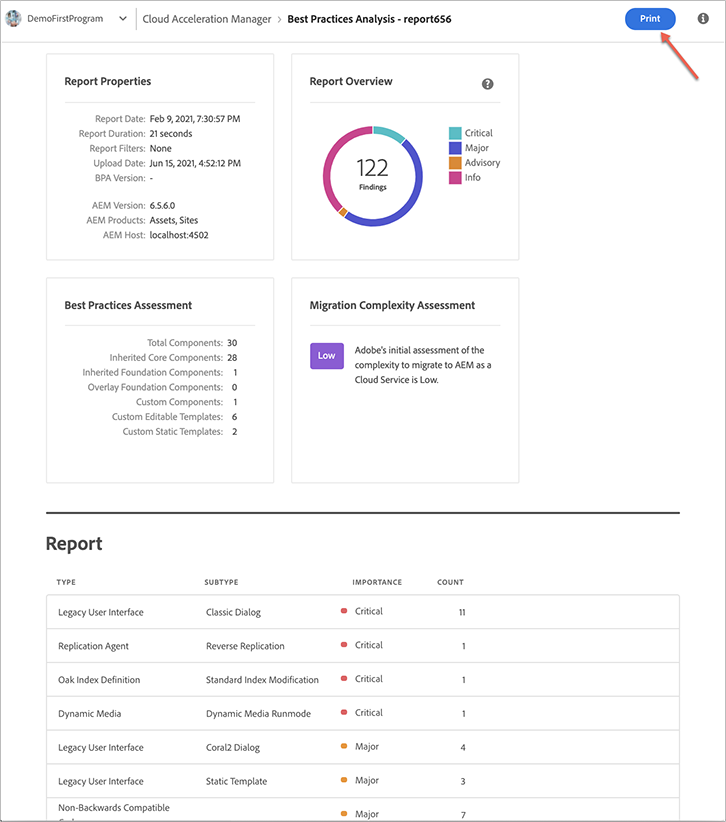 DemoFirstProgram
Cloud Acceleration Manager > Best Practices Analysis - report656
Print
Report Properties
Report Date: Feb 9, 2021, 7:30:57 PM
Report Duration: 21 seconds
Report Filters: None
Upload Date: Jun 15, 2021, 4:52:12 PM
BPA Version: -
AEM Version: 6.5.6.0
AEM Products: Assets, Sites
AEM Host: localhost:4502
Report Overview
122
Findings
Critical
Major
Advisory
Info
Best Practices Assessment
Total Components: 30
Inherited Core Components: 28
Inherited Foundation Components: 1
Overlay Foundation Components: 0
Custom Components: 1
Custom Editable Templates: 6
Custom Static Templates: 2
Migration Complexity Assessment
Low
Adobe's initial assessment of the
complexity to migrate to AEM as a
Cloud Service is Low.
Report
TYPE SUBTYPE IMPORTANCE COUNT
Legacy User Interface Classic Dialog Critical 11
Replication Agent Reverse Replication Critical 1
Oak Index Definition Standard Index Modification Critical 1
Dynamic Media Dynamic Media Runmode Critical 1
Legacy User Interface Coral2 Dialog Major 4
Legacy User Interface Static Template Major 3
Non-Backwards Compatible
Major 7